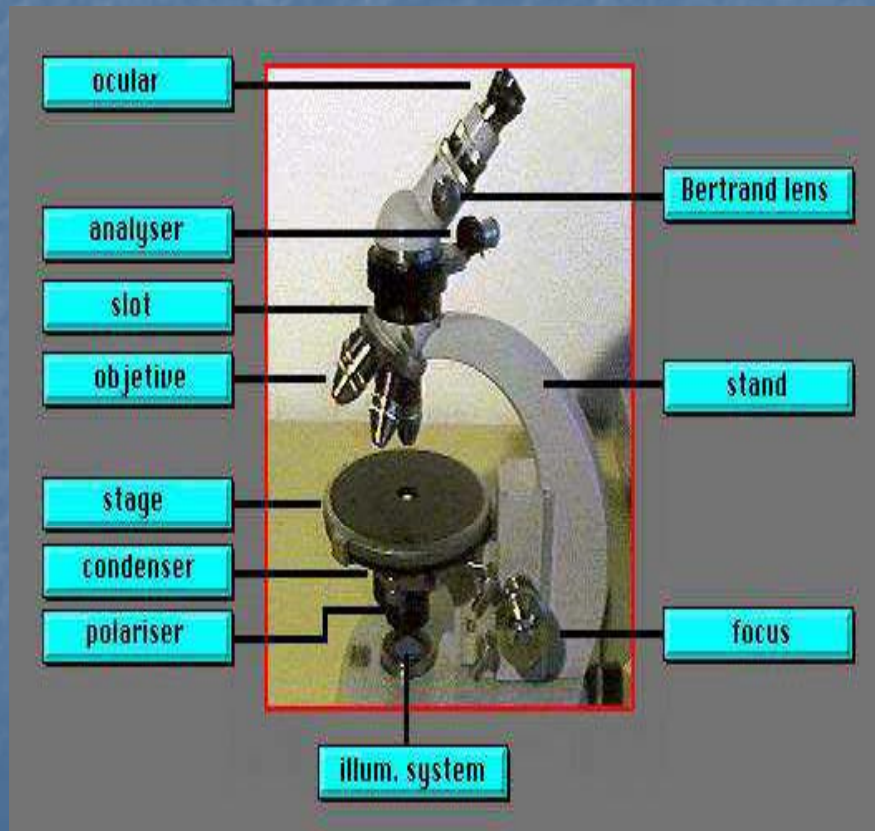 ocular
Bertrand lens
analyser
slot
objetive
stand
stage
condenser
polariser
focus
illum. system